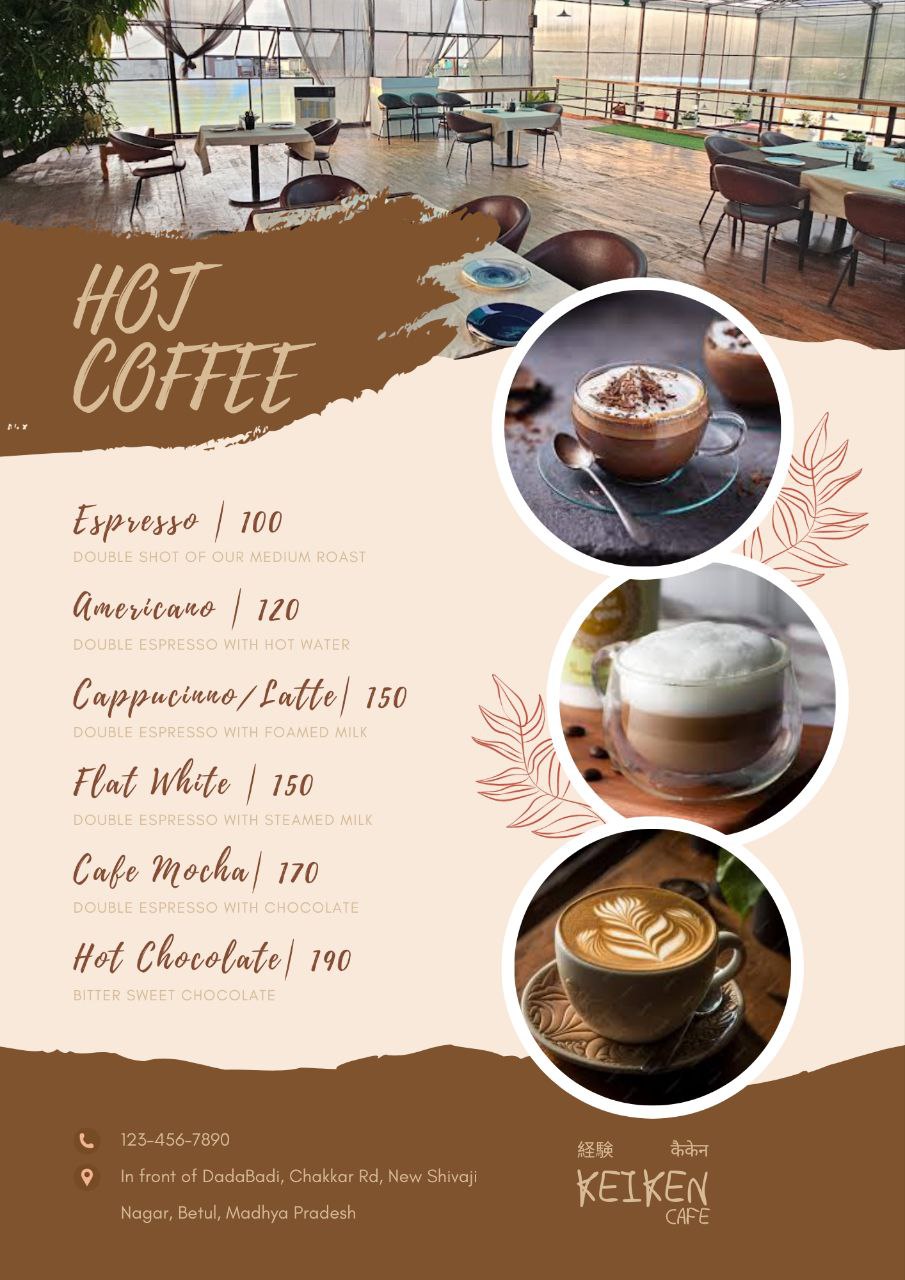 HOT
COFFEE
Espresso | 100
DOUBLE SHOT OF OUR MEDIUM ROAST
Americano | 120
DOUBLE ESPRESSO WITH HOT WATER
Cappucinno/Latte| 150
DOUBLE ESPRESSO WITH FOAMED MILK
Flat White | 150
DOUBLE ESPRESSO WITH STEAMED MILK
Cafe Mocha| 170
DOUBLE ESPRESSO WITH CHOCOLATE
Hot Chocolate| 190
BITTER SWEET CHOCOLATE
123-456-7890
In front of DadaBadi, Chakkar Rd, New Shivaji
Nagar, Betul, Madhya Pradesh
経験 कैकेन
KEIKEN
CAFE